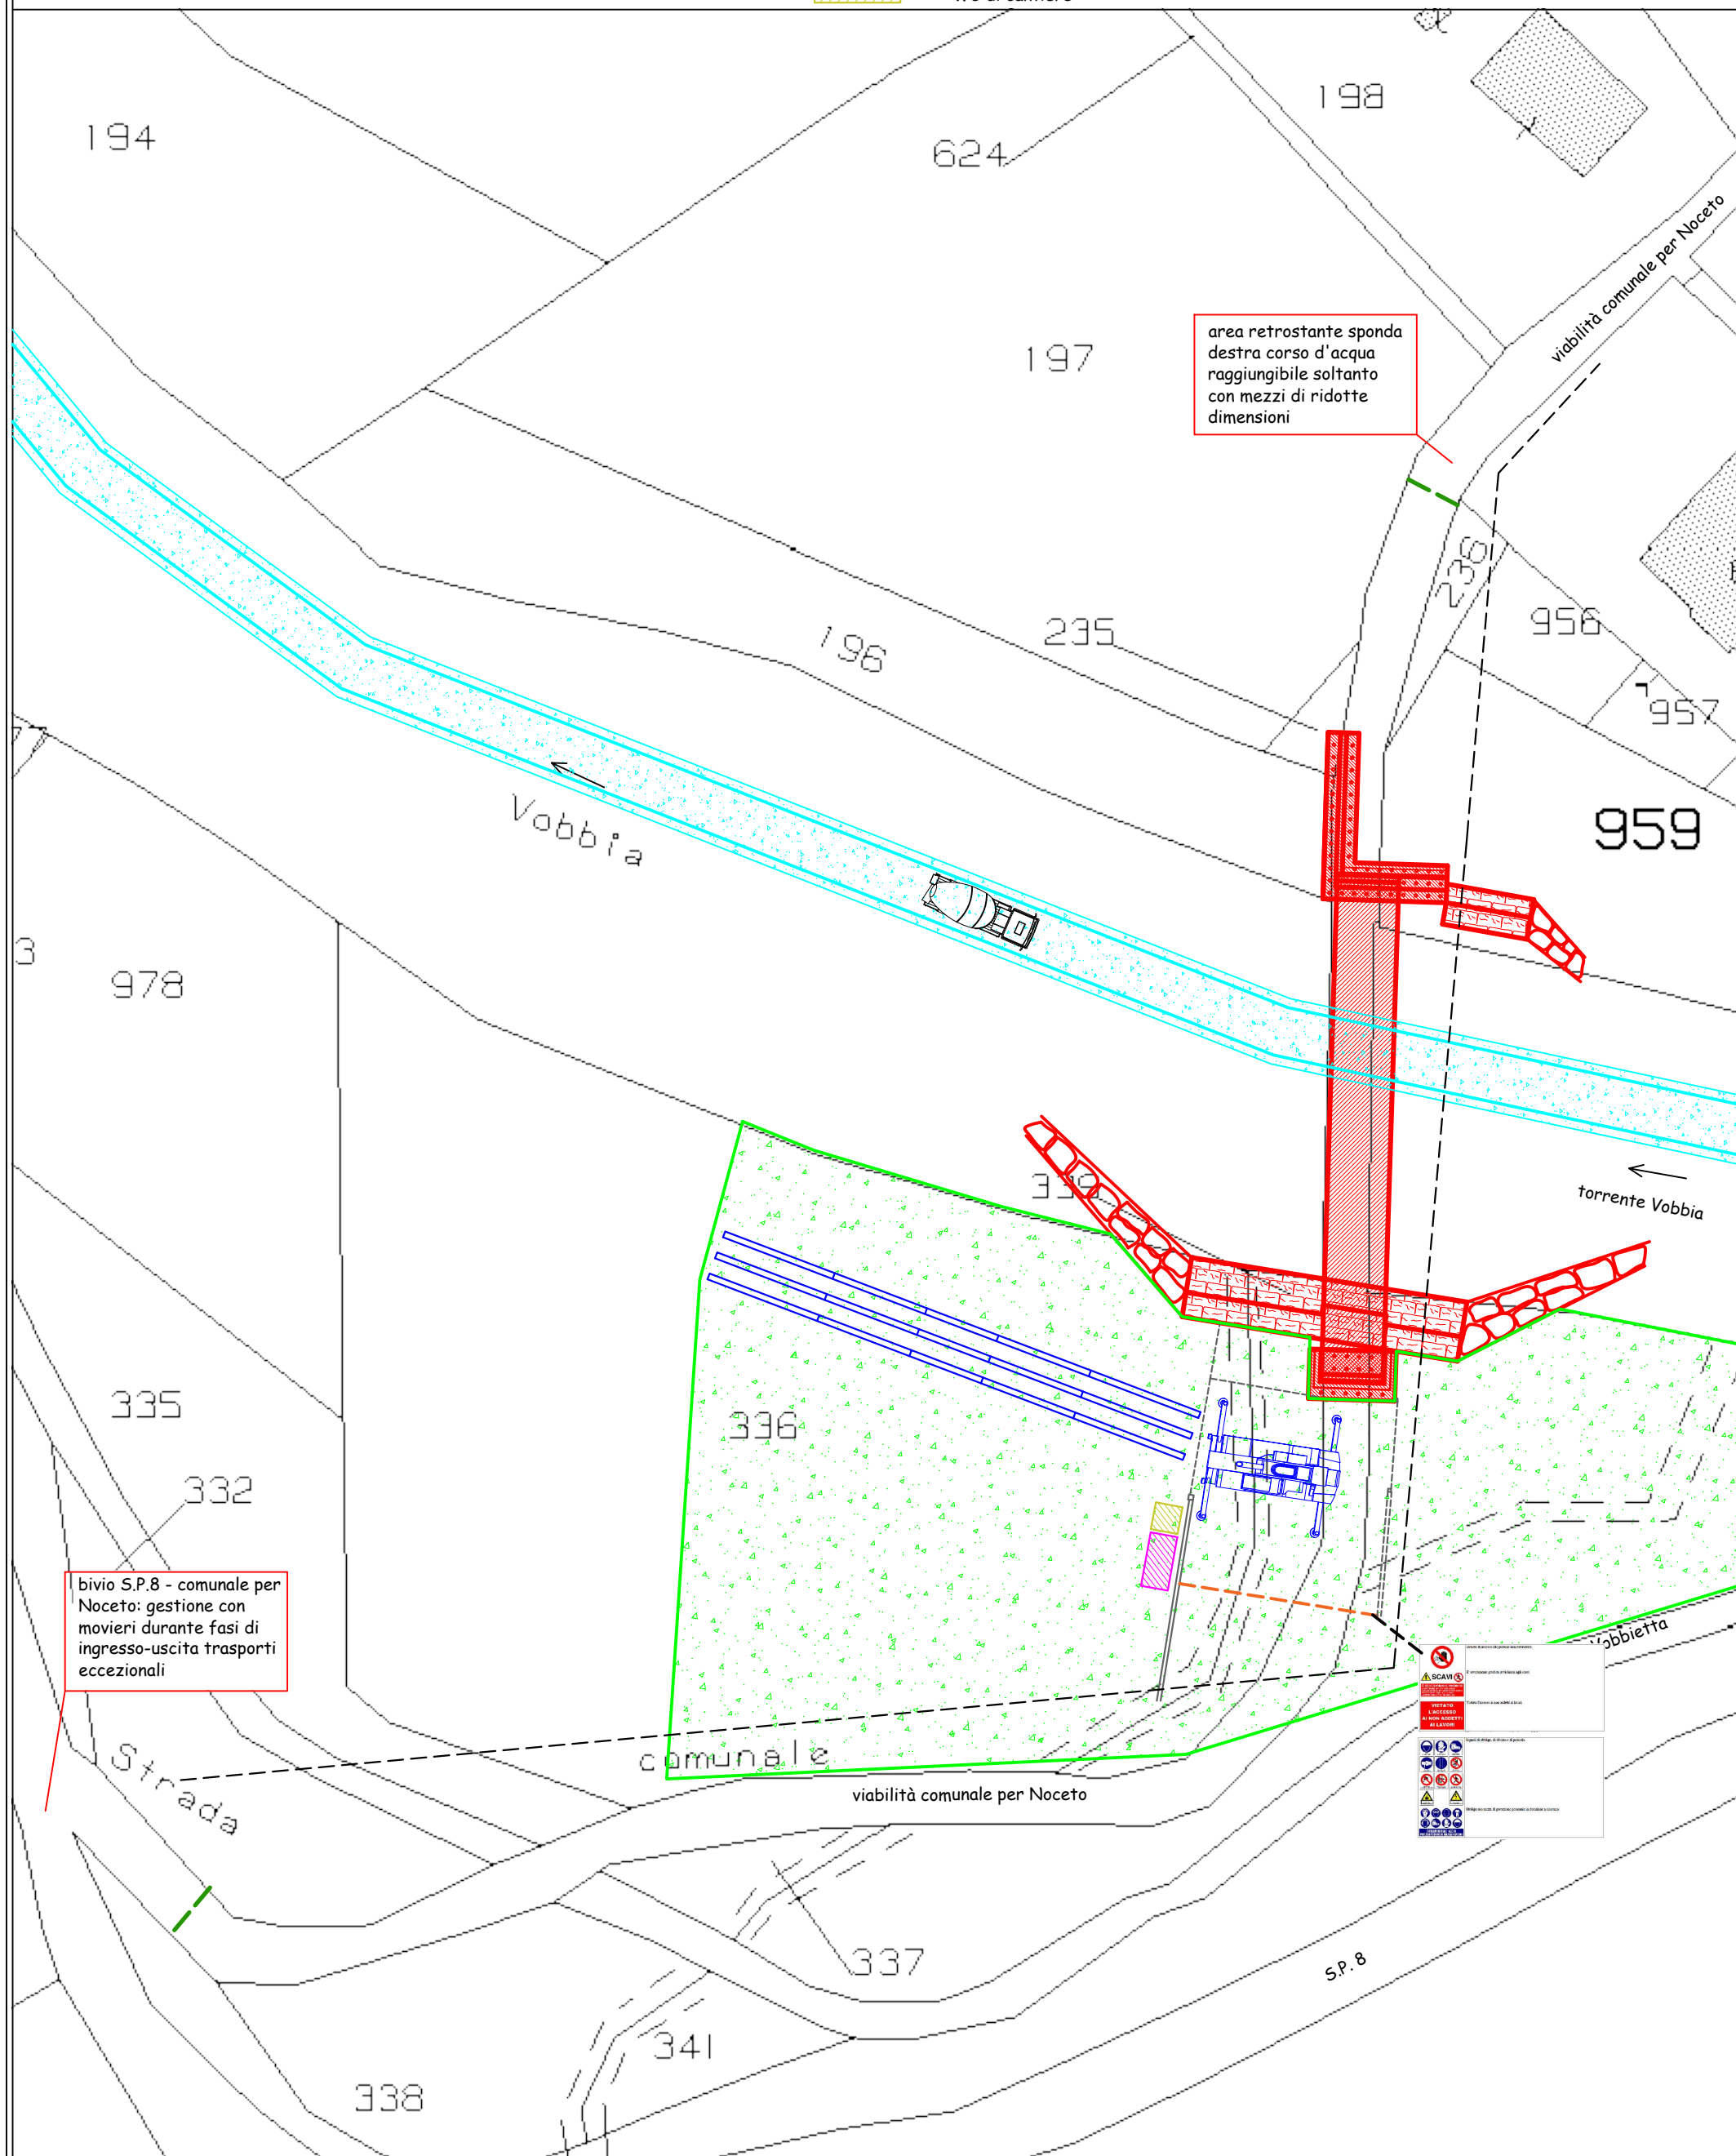 194
624
198
viabilità comunale per Noceto
area retrostante sponda
destra corso d'acqua
raggiungibile soltanto
con mezzi di ridotte
dimensioni
197
236
956
196
235
957
959
Vobbia
3
978
339
torrente Vobbia
335
336
332
bivio S.P.8 - comunale per
Noceto: gestione con
movieri durante fasi di
ingresso-uscita trasporti
eccezionali
SCAVI
VIETATO
L'ACCESSO
AI NON ADDETTI
AI LAVORI
Strada
comunale
viabilità comunale per Noceto
337
S.P. 8
341
338